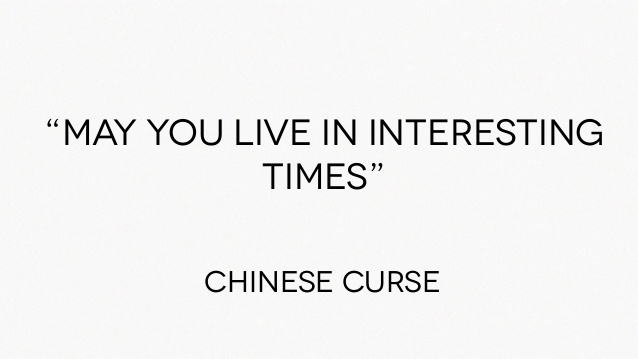 “MAY YOU LIVE IN INTERESTING
TIMES”
CHINESE CURSE